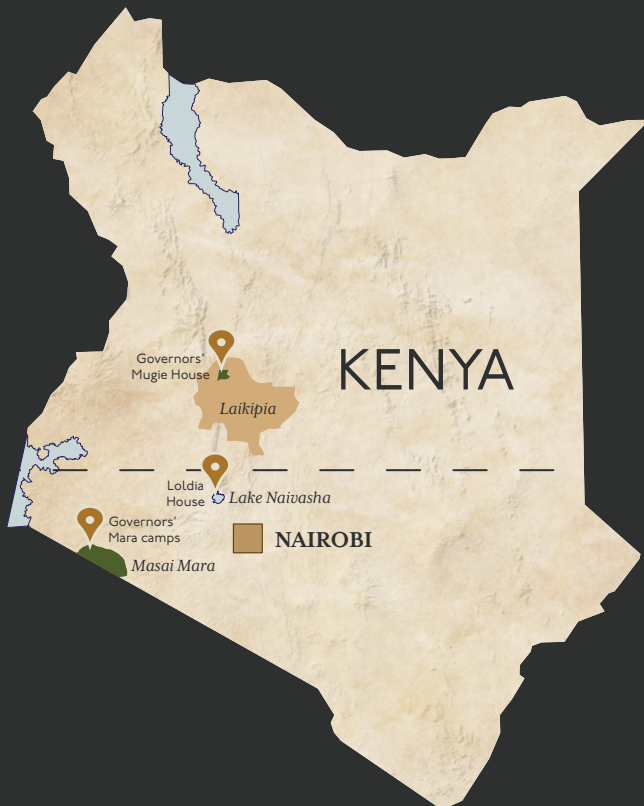 Governors’
Mugie House
KENYA
Laikipia
Loldia
House
Lake Naivasha
Governors’
Mara camps
NAIROBI
Masai Mara